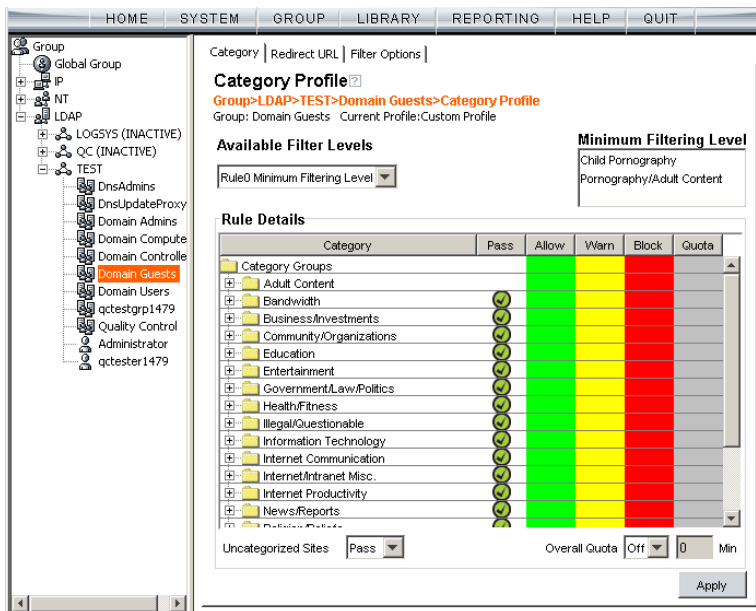 HOME SYSTEM GROUP LIBRARY REPORTING HELP QUIT
Group
Global Group
IP
NT
LDAP
LOGSYS (INACTIVE)
QC (INACTIVE)
TEST
DnsAdmins
DnsUpdateProxy
Domain Admins
Domain Compute
Domain Controlle
Domain Guests
Domain Users
qctestgrp1479
Quality Control
Administrator
qctester1479
Category Redirect URL Filter Options
Category Profile
Group>LDAP>TEST>Domain Guests>Category Profile
Group: Domain Guests Current Profile:Custom Profile
Available Filter Levels
Rule0 Minimum Filtering Level
Minimum Filtering Level
Child Pornography
Pornography/Adult Content
Rule Details
Category Pass Allow Warn Block Quota
Category Groups
Adult Content
Bandwidth
Business/Investments
Community/Organizations
Education
Entertainment
Government/Law/Politics
Health/Fitness
Illegal/Questionable
Information Technology
Internet Communication
Internet/Intranet Misc.
Internet Productivity
News/Reports
Uncategorized Sites Pass Overall Quota Off 0 Min
Apply